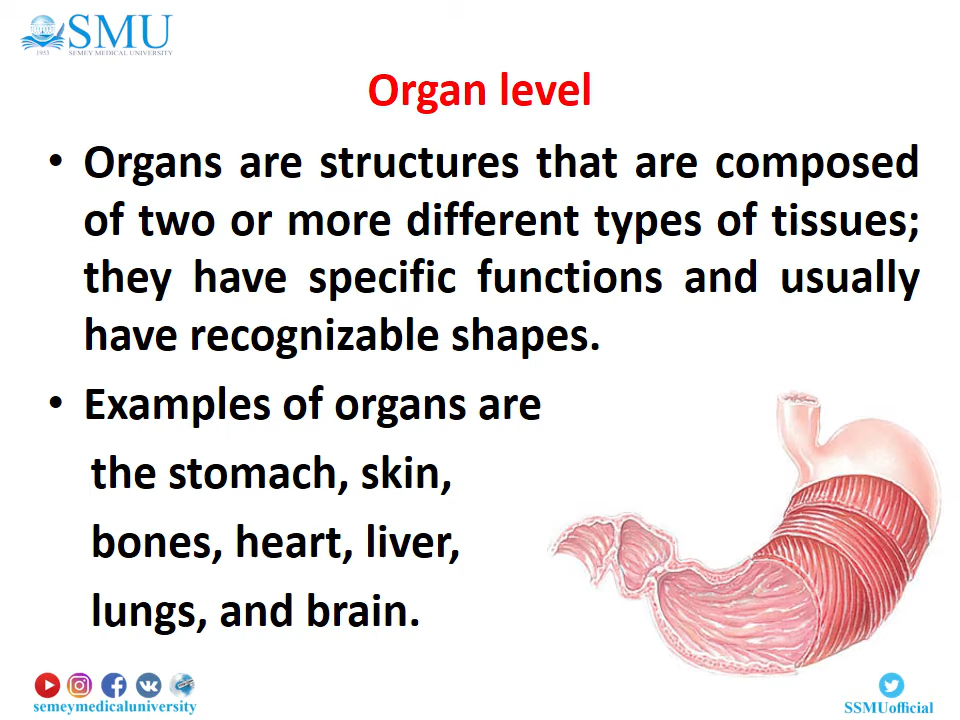 SMU
SEMEY MEDICAL UNIVERSITY
1953
Organ level
• Organs are structures that are composed
of two or more different types of tissues;
they have specific functions and usually
have recognizable shapes.
• Examples of organs are
the stomach, skin,
bones, heart, liver,
lungs, and brain.
semeymedicaluniversity
SSMUofficial